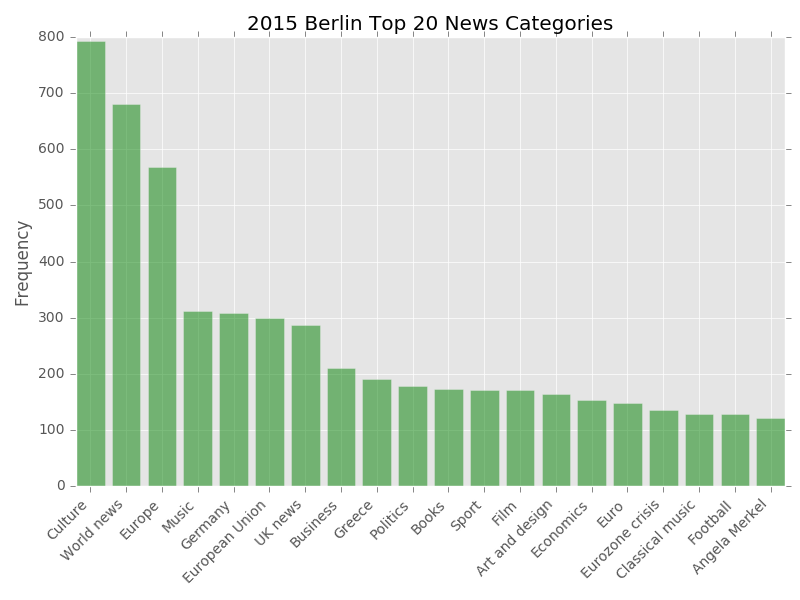 2015 Berlin Top 20 News Categories
Frequency
800
700
600
500
400
300
200
100
0
Culture
World news
Europe
Music
Germany
European Union
UK news
Business
Greece
Politics
Books
Sport
Film
Art and design
Economics
Euro
Eurozone crisis
Classical music
Football
Angela Merkel